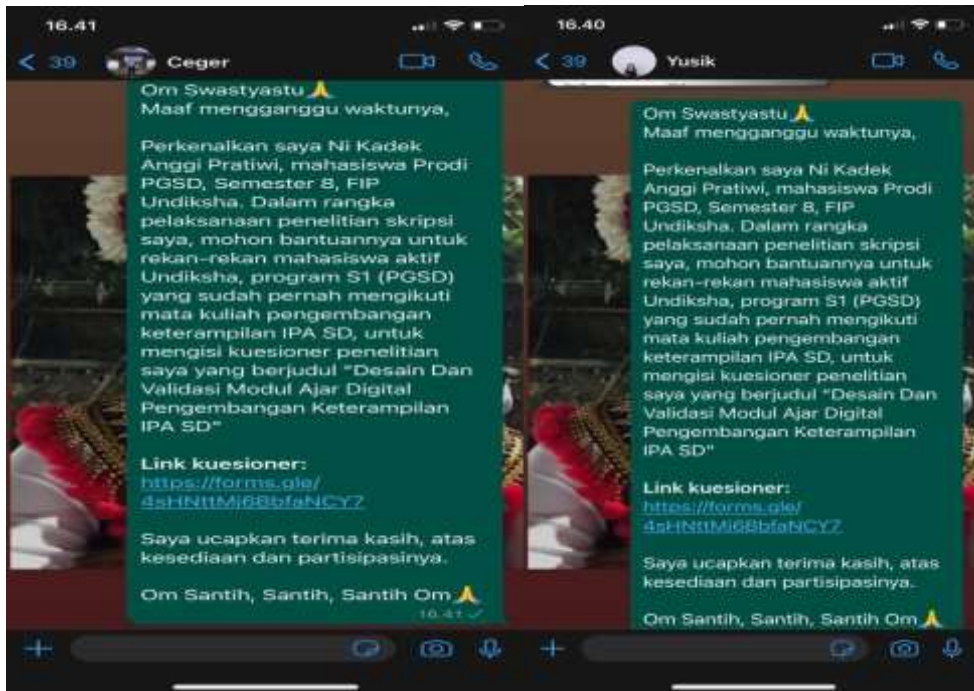 16.41
39 Ceger
Om Swastyastu🙏
Maaf mengganggu waktunya,
Perkenalkan saya Ni Kadek
Anggi Pratiwi, mahasiswa Prodi
PGSD, Semester 8, FIP
Undiksha. Dalam rangka
pelaksanaan penelitian skripsi
saya, mohon bantuannya untuk
rekan-rekan mahasiswa aktif
Undiksha, program S1 (PGSD)
yang sudah pernah mengikuti
mata kuliah pengembangan
keterampilan IPA SD, untuk
mengisi kuesioner penelitian
saya yang berjudul "Desain Dan
Validasi Modul Ajar Digital
Pengembangan Keterampilan
IPA SD"
Link kuesioner:
https://forms.gle/
4sHNttMj6BbfaNCY7
Saya ucapkan terima kasih, atas
kesediaan dan partisipasinya.
Om Santih, Santih, Santih Om🙏
16.41
16.40
39 Yusik
Om Swastyastu🙏
Maaf mengganggu waktunya,
Perkenalkan saya Ni Kadek
Anggi Pratiwi, mahasiswa Prodi
PGSD, Semester 8, FIP
Undiksha. Dalam rangka
pelaksanaan penelitian skripsi
saya, mohon bantuannya untuk
rekan-rekan mahasiswa aktif
Undiksha, program S1 (PGSD)
yang sudah pernah mengikuti
mata kuliah pengembangan
keterampilan IPA SD, untuk
mengisi kuesioner penelitian
saya yang berjudul "Desain Dan
Validasi Modul Ajar Digital
Pengembangan Keterampilan
IPA SD"
Link kuesioner:
https://forms.gle/
4sHNttMj6BbfaNCY7
Saya ucapkan terima kasih, atas
kesediaan dan partisipasinya.
Om Santih, Santih, Santih Om🙏